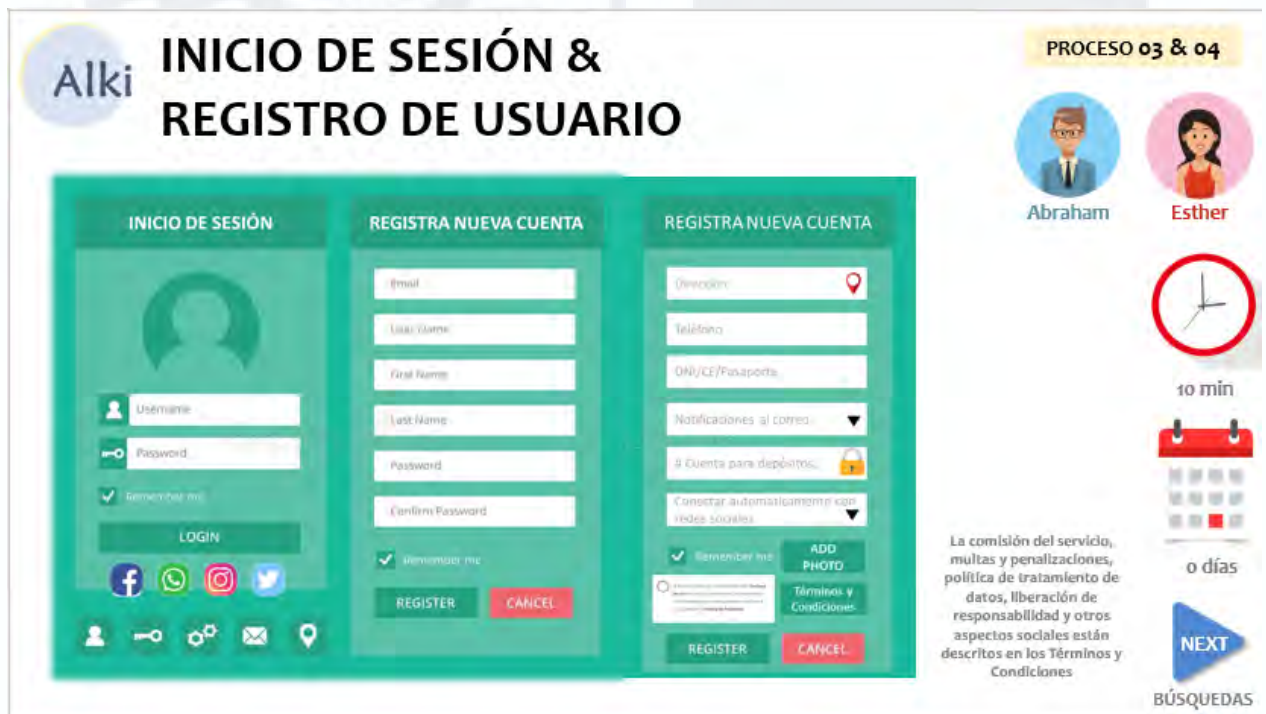 Alki
INICIO DE SESIÓN &
REGISTRO DE USUARIO
PROCESO 03 & 04
Abraham
Esther
INICIO DE SESIÓN
Username
Password
Remember me
LOGIN
REGISTRA NUEVA CUENTA
Email
User Name
First Name
Last Name
Password
Confirm Password
Remember me
REGISTER
CANCEL
REGISTRA NUEVA CUENTA
Dirección
Teléfono
DNI/CE/Pasaporte
Notificaciones al correo
# Cuenta para depósitos
Conectar automaticamente con
redes sociales
Remember me
ADD
PHOTO
Términos y
Condiciones
REGISTER
CANCEL
10 min
0 días
La comisión del servicio,
multas y penalizaciones,
política de tratamiento de
datos, liberación de
responsabilidad y otros
aspectos sociales están
descritos en los Términos y
Condiciones
NEXT
BÚSQUEDAS